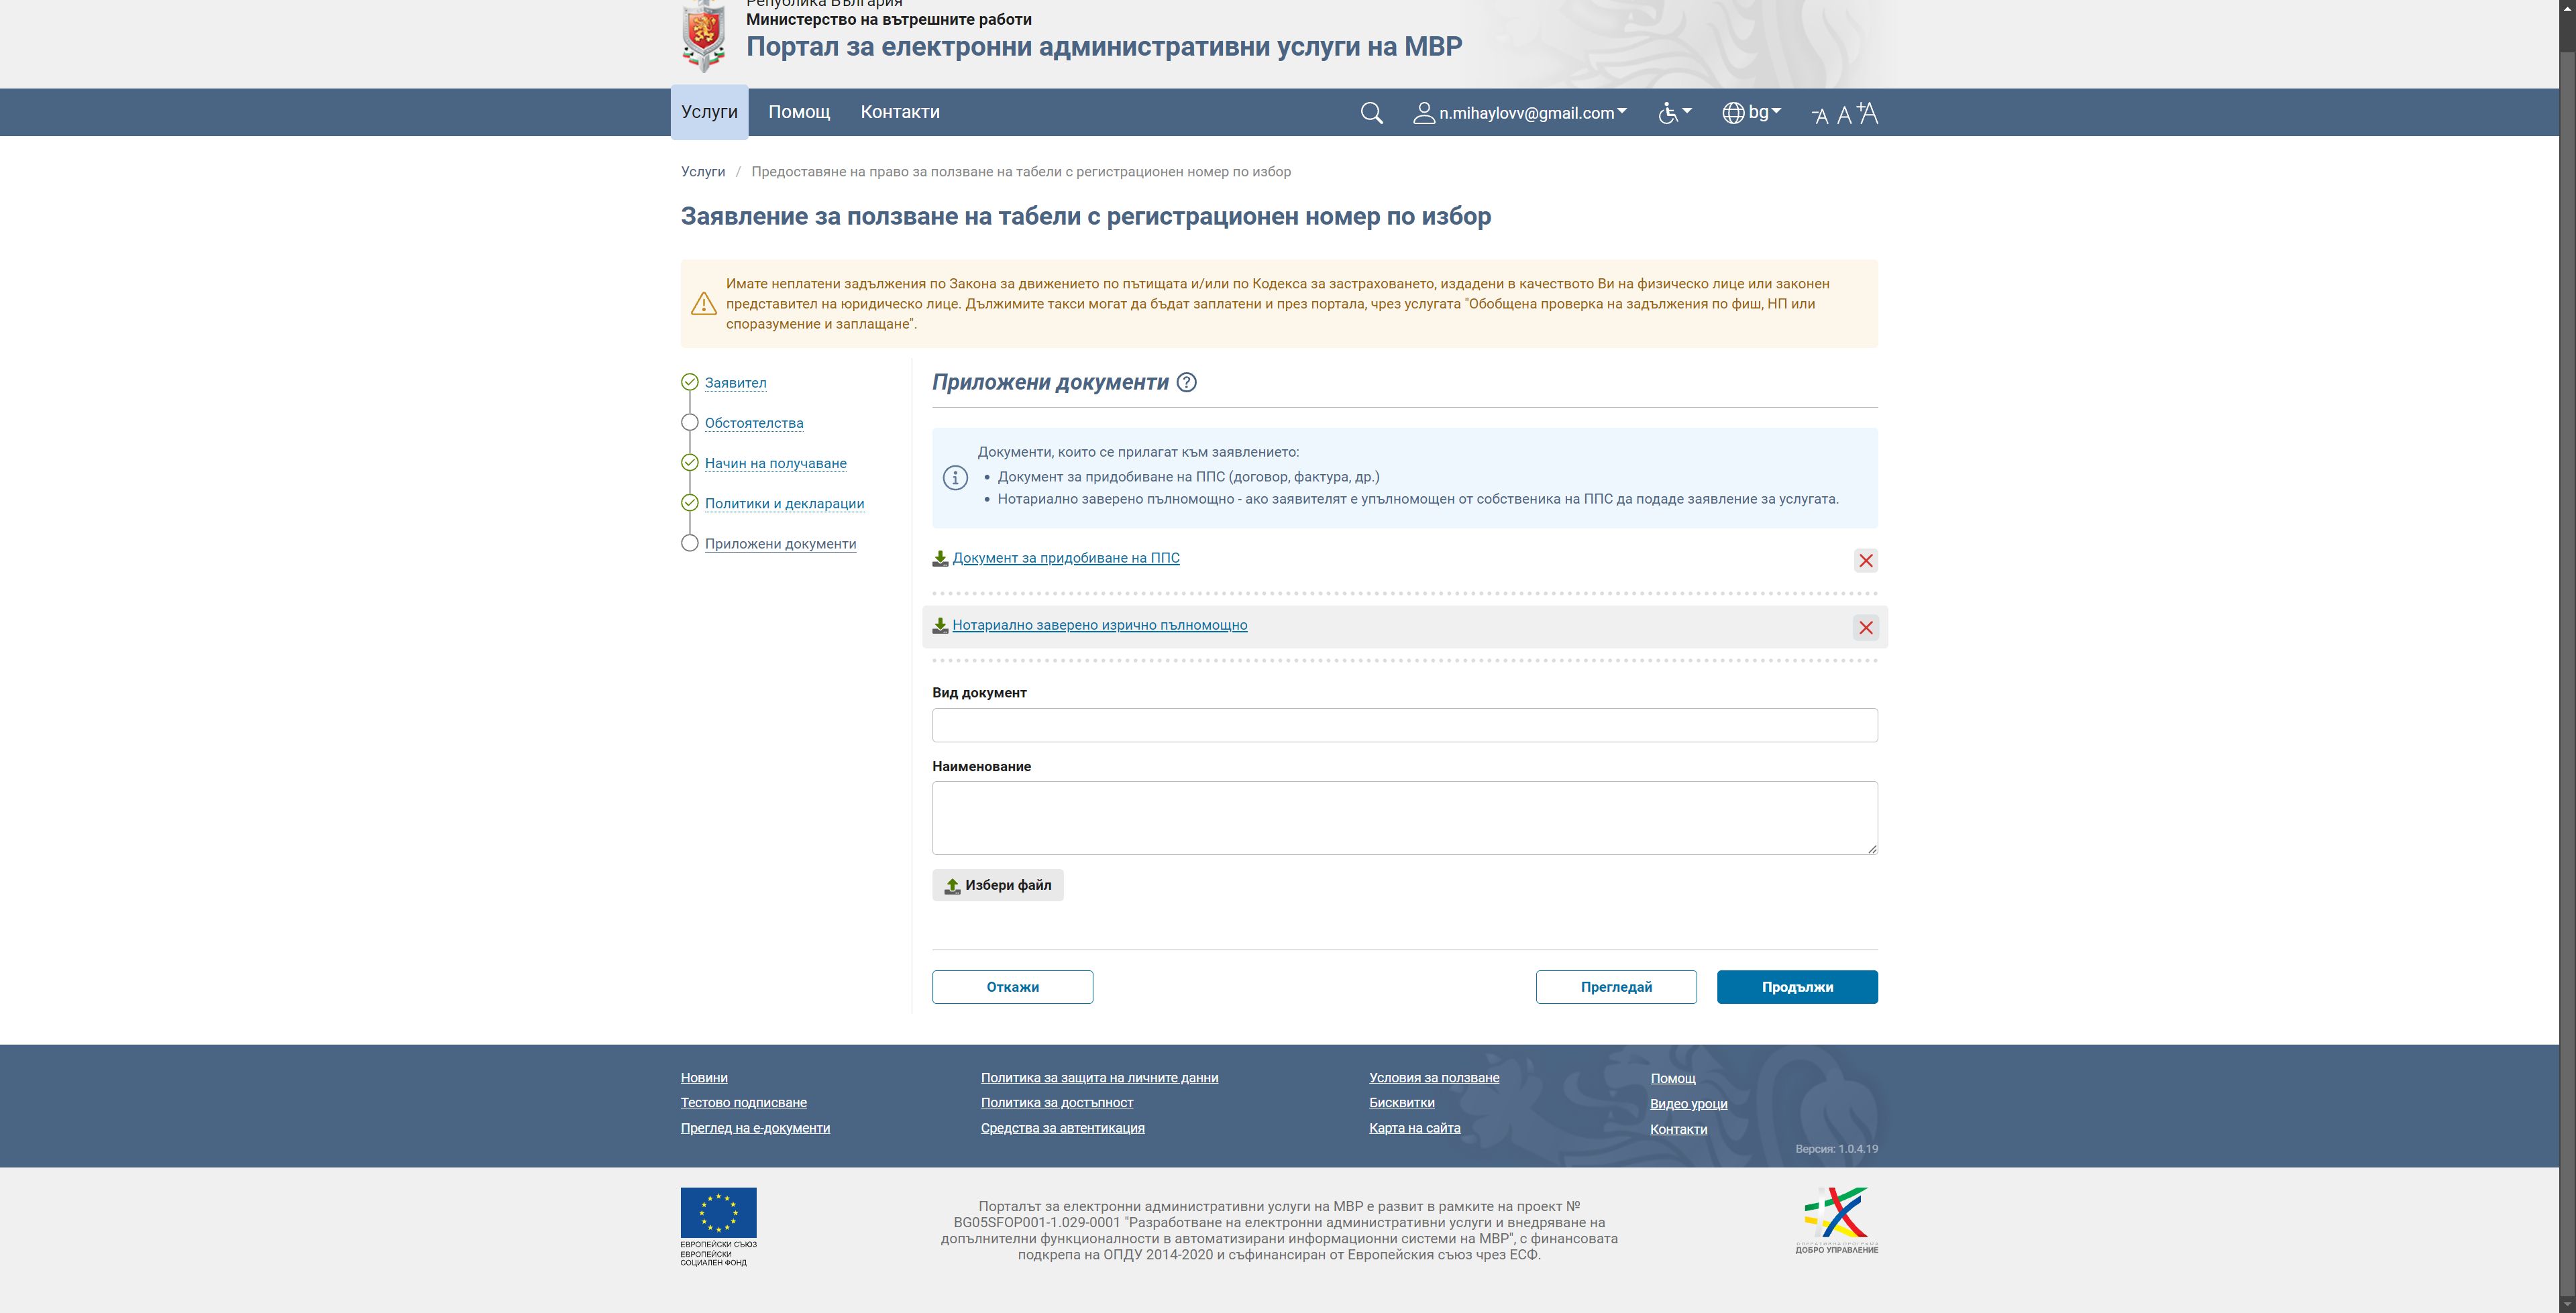 Република България
Министерство на вътрешните работи
Портал за електронни административни услуги на МВР
Услуги
Помощ
Контакти
n.mihaylovv@gmail.com
bg
-A A +A
Услуги / Предоставяне на право за ползване на табели с регистрационен номер по избор
Заявление за ползване на табели с регистрационен номер по избор
Имате неплатени задължения по Закона за движението по пътищата и/или по Кодекса за застраховането, издадени в качеството Ви на физическо лице или законен
представител на юридическо лице. Дължимите такси могат да бъдат заплатени и през портала, чрез услугата "Обобщена проверка на задължения по фиш, НП или
споразумение и заплащане".
Заявител
Обстоятелства
Начин на получаване
Политики и декларации
Приложени документи
Приложени документи
Документи, които се прилагат към заявлението:
• Документ за придобиване на ППС (договор, фактура, др.)
• Нотариално заверено пълномощно - ако заявителят е упълномощен от собственика на ППС да подаде заявление за услугата.
Документ за придобиване на ППС
Нотариално заверено изрично пълномощно
Вид документ
Наименование
Избери файл
Откажи
Прегледай
Продължи
Новини
Тестово подписване
Преглед на е-документи
Политика за защита на личните данни
Политика за достъпност
Средства за автентикация
Условия за ползване
Бисквитки
Карта на сайта
Помощ
Видео уроци
Контакти
Версия: 1.0.4.19
ЕВРОПЕЙСКИ СЪЮЗ
ЕВРОПЕЙСКИ
СОЦИАЛЕН ФОНД
Порталът за електронни административни услуги на МВР е развит в рамките на проект №
BG05SFOP001-1.029-0001 "Разработване на електронни административни услуги и внедряване на
допълнителни функционалности в автоматизирани информационни системи на МВР", с финансовата
подкрепа на ОПДУ 2014-2020 и съфинансиран от Европейския съюз чрез ЕСФ.
ОПЕРАТИВНА ПРОГРАМА
ДОБРО УПРАВЛЕНИЕ